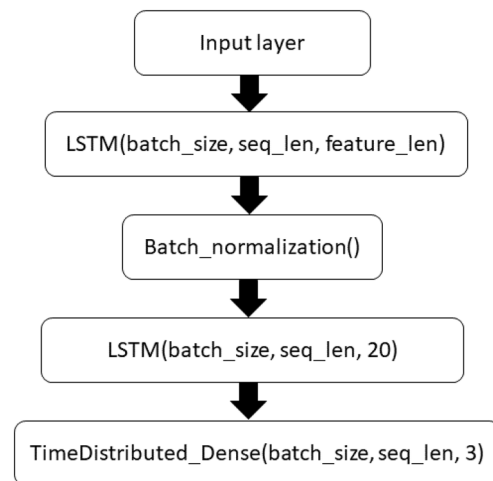 Input layer
LSTM(batch_size, seq_len, feature_len)
Batch_normalization()
LSTM(batch_size, seq_len, 20)
TimeDistributed_Dense(batch_size, seq_len, 3)